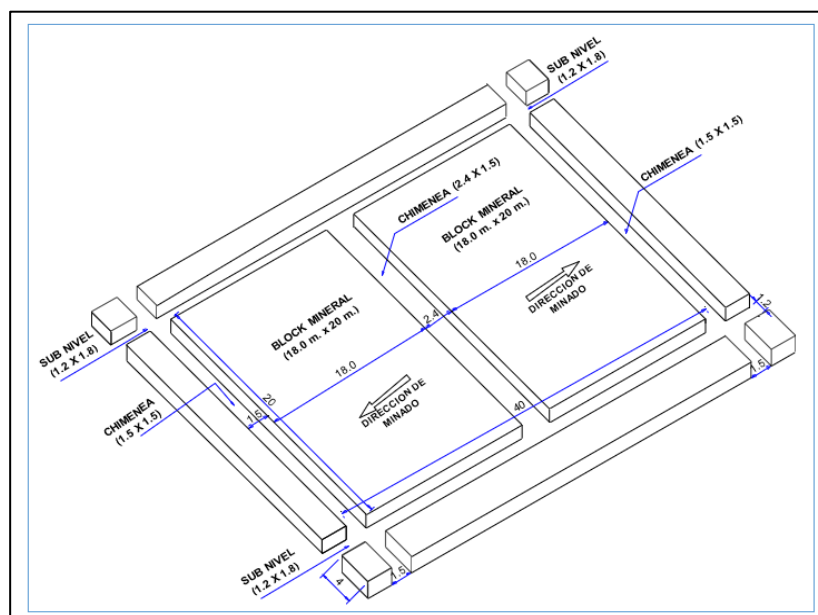 SUB NIVEL
(1.2 X 1.8)
CHIMENEA (1.5 X 1.5)
CHIMENEA (2.4 X 1.5)
BLOCK MINERAL
(18.0 m. x 20 m.)
18.0
DIRECCIÓN DE
MINADO
1.2
1.5
BLOCK MINERAL
(18.0 m. x 20 m.)
2.4
18.0
DIRECCIÓN DE
MINADO
40
20
1.5
SUB NIVEL
(1.2 X 1.8)
CHIMENEA
(1.5 X 1.5)
SUB NIVEL
(1.2 X 1.8)
4
1.5